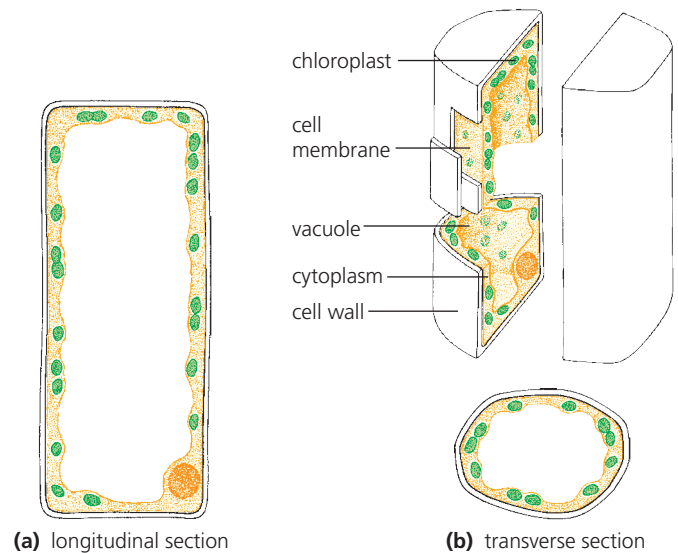 chloroplast
cell
membrane
vacuole
cytoplasm
cell wall
(a) longitudinal section
(b) transverse section